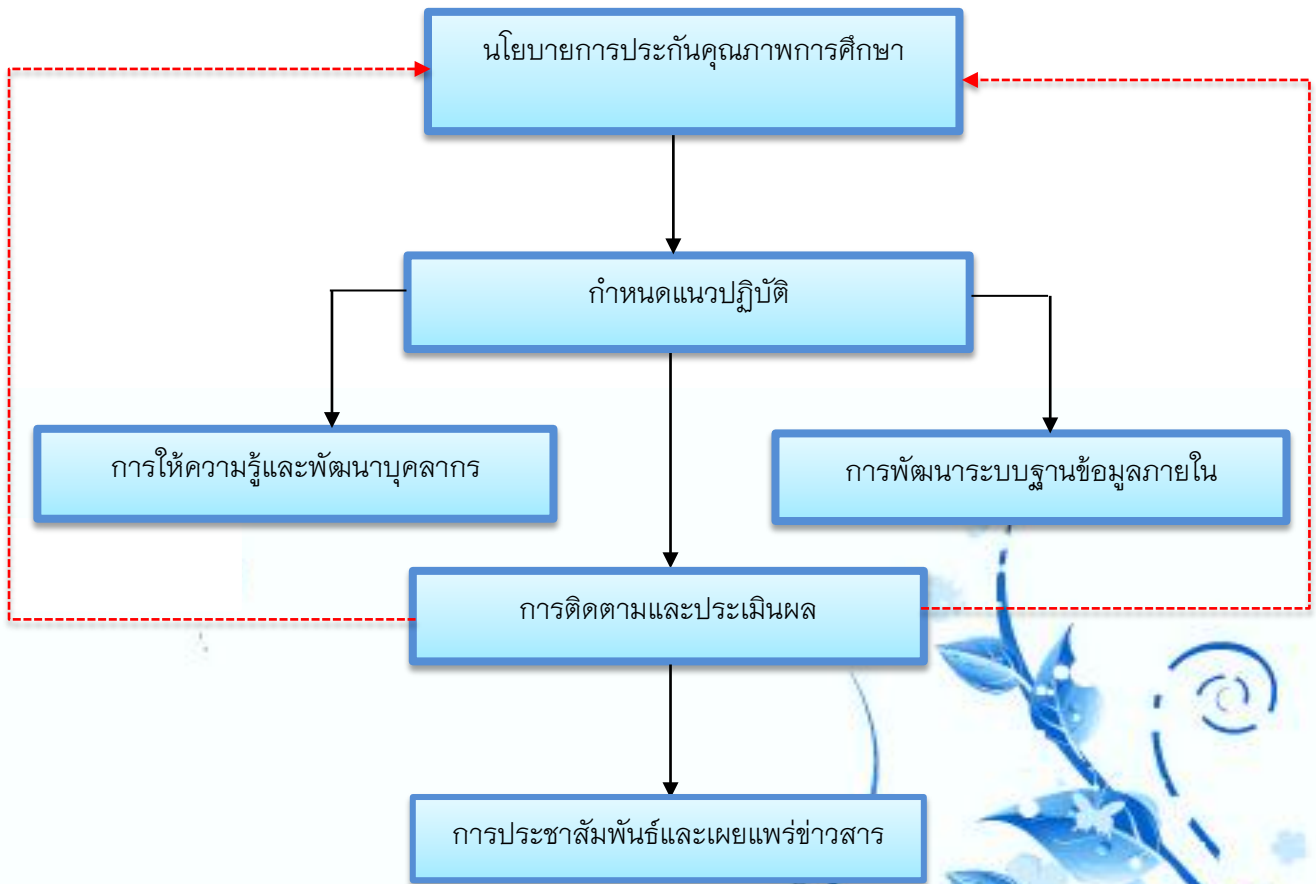 นโยบายการประกันคุณภาพการศึกษา
กำหนดแนวปฏิบัติ
การให้ความรู้และพัฒนาบุคลากร
การพัฒนาระบบฐานข้อมูลภายใน
การติดตามและประเมินผล
การประชาสัมพันธ์และเผยแพร่ข่าวสาร